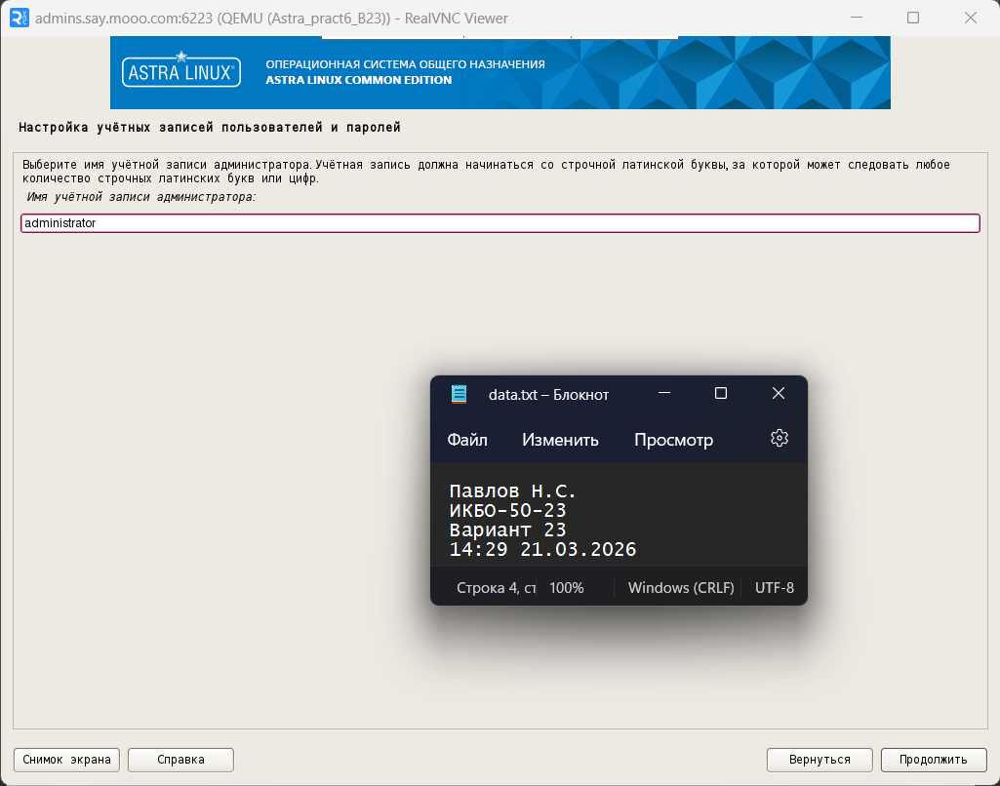 admins.say.mooo.com:6223 (QEMU (Astra_pract6_B23)) - RealVNC Viewer
ASTRA LINUX®
ОПЕРАЦИОННАЯ СИСТЕМА ОБЩЕГО НАЗНАЧЕНИЯ
ASTRA LINUX COMMON EDITION
Настройка учётных записей пользователей и паролей
Выберите имя учётной записи администратора. Учётная запись должна начинаться со строчной латинской буквы, за которой может следовать любое
количество строчных латинских букв или цифр.
Имя учётной записи администратора:
administrator
data.txt – Блокнот
Файл Изменить Просмотр
Павлов Н.С.
ИКБО-50-23
Вариант 23
14:29 21.03.2026
Строка 4, ст 100% Windows (CRLF) UTF-8
Снимок экрана Справка Вернуться Продолжить